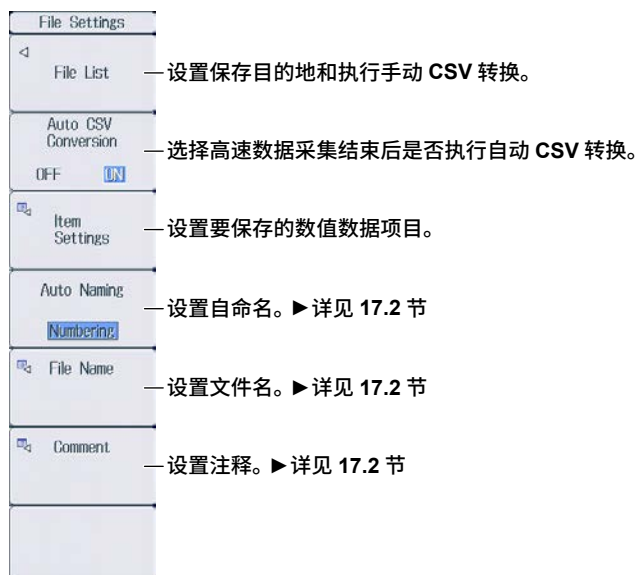 File Settings
File List
设置保存目的地和执行手动 CSV 转换。
Auto CSV
Conversion
OFF ON
选择高速数据采集结束后是否执行自动 CSV 转换。
Item
Settings
设置要保存的数值数据项目。
Auto Naming
Numbering
设置自命名。►详见 17.2 节
File Name
设置文件名。►详见 17.2 节
Comment
设置注释。►详见 17.2 节